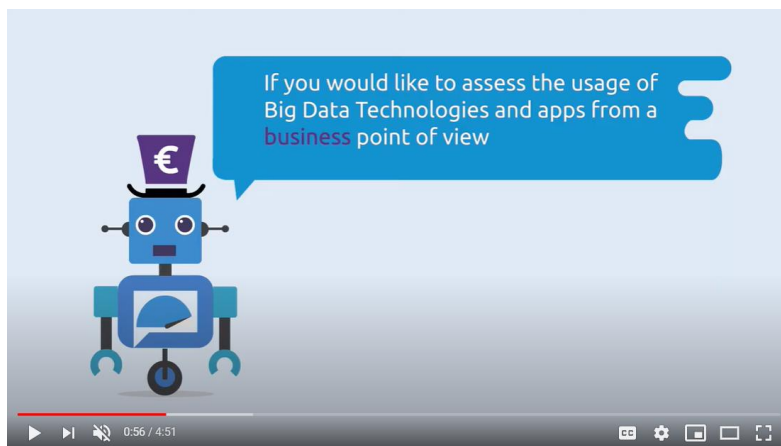 If you would like to assess the usage of
Big Data Technologies and apps from a
business point of view
€
0:56 / 4:51
CC